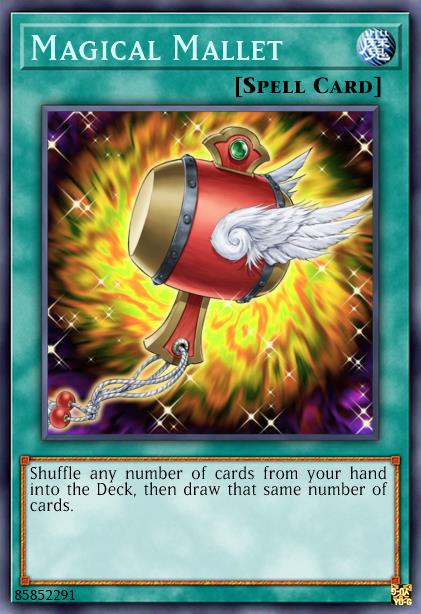 Magical Mallet
魔
[Spell Card]
Shuffle any number of cards from your hand
into the Deck, then draw that same number of
cards.
85852291